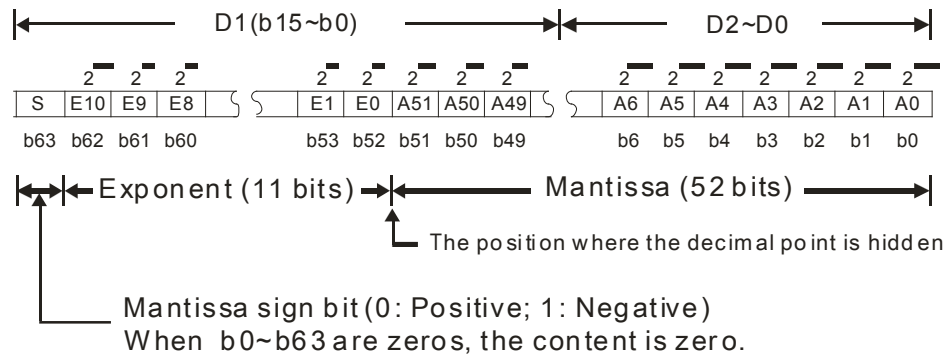 D1(b15~b0) D2~D0
2 2 2 2 2 2 2 2 2 2 2 2 2 2 2
S E10 E9 E8 E1 E0 A51 A50 A49 A6 A5 A4 A3 A2 A1 A0
b63 b62 b61 b60 b53 b52 b51 b50 b49 b6 b5 b4 b3 b2 b1 b0
Exponent (11 bits) Mantissa (52 bits)
The position where the decimal point is hidden
Mantissa sign bit (0: Positive; 1: Negative)
When b0~b63 are zeros, the content is zero.